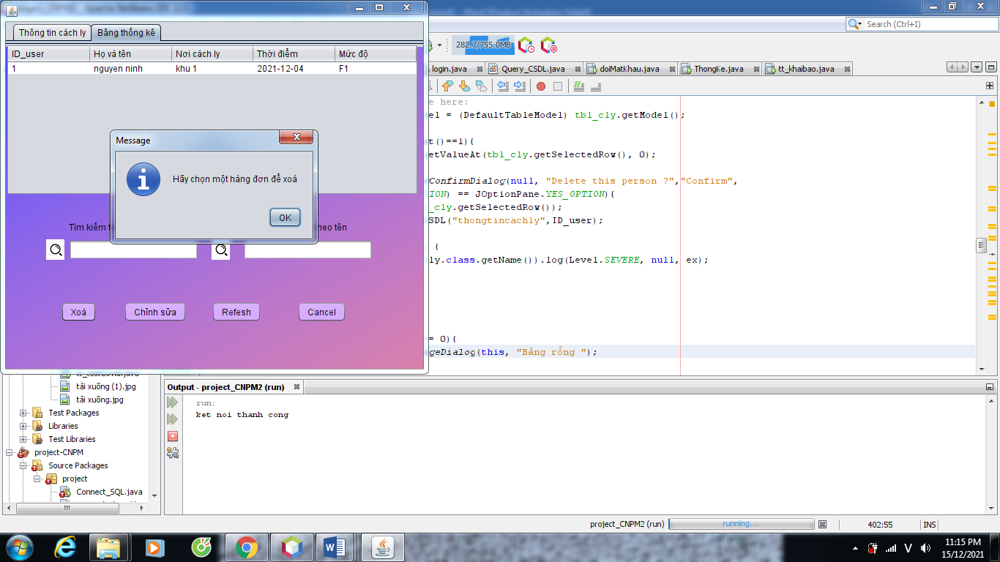 Search (Ctrl+I)
Thông tin cách ly Bảng thống kê
282.7/755.0MB
ID_user Họ và tên Nơi cách ly Thời điểm Mức độ
1 nguyen ninh khu 1 2021-12-04 F1
login.java Query_CSDL.java doiMatKhau.java ThongKe.java tt_khaibao.java
e here:
el = (DefaultTableModel) tbl_cly.getModel();
t()==1){
etValueAt(tbl_cly.getSelectedRow(), 0);
ConfirmDialog(null, "Delete this person ?","Confirm",
ION) == JOptionPane.YES_OPTION){
_cly.getSelectedRow());
SDL("thongtincachly",ID_user);
{
ly.class.getName()).log(Level.SEVERE, null, ex);
= 0){
geDialog(this, "Bảng rỗng ");
Message
Hãy chọn một hàng đơn để xoá
OK
Tìm kiếm t
heo tên
Xoá Chỉnh sửa Refesh Cancel
tải xuống (1).jpg
tải xuống.jpg
Test Packages
Libraries
Test Libraries
project-CNPM
Source Packages
project
Connect_SQL.java
Output - project_CNPM2 (run)
run:
ket noi thanh cong
project_CNPM2 (run) running... 402:55 INS
V 11:15 PM
15/12/2021